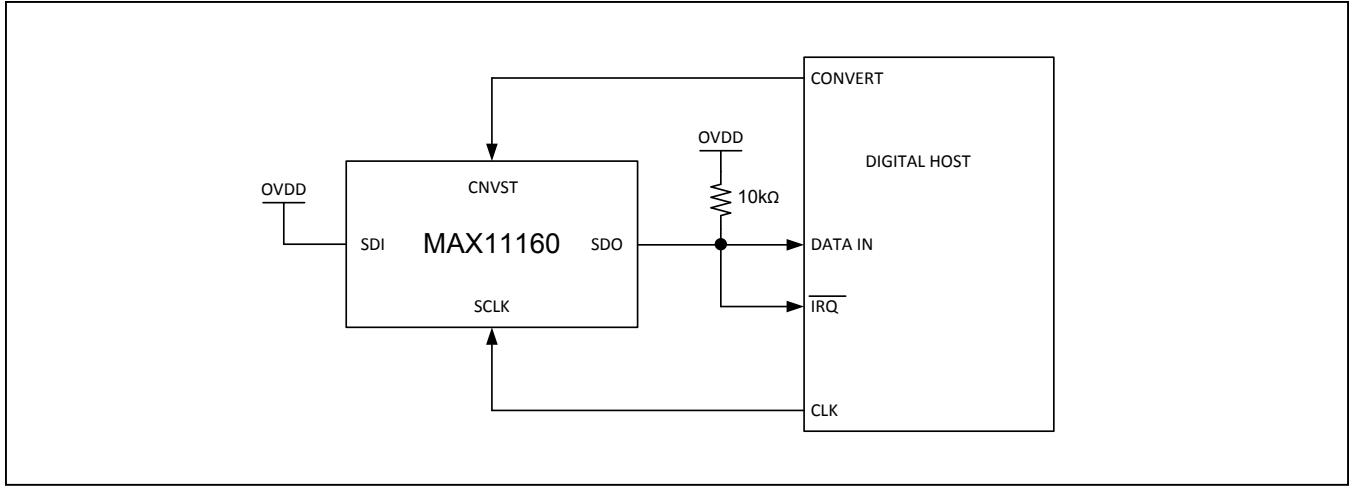 CONVERT
OVDD
DIGITAL HOST
OVDD
CNVST
10kΩ
SDI
MAX11160
SDO
DATA IN
SCLK
IRQ
CLK